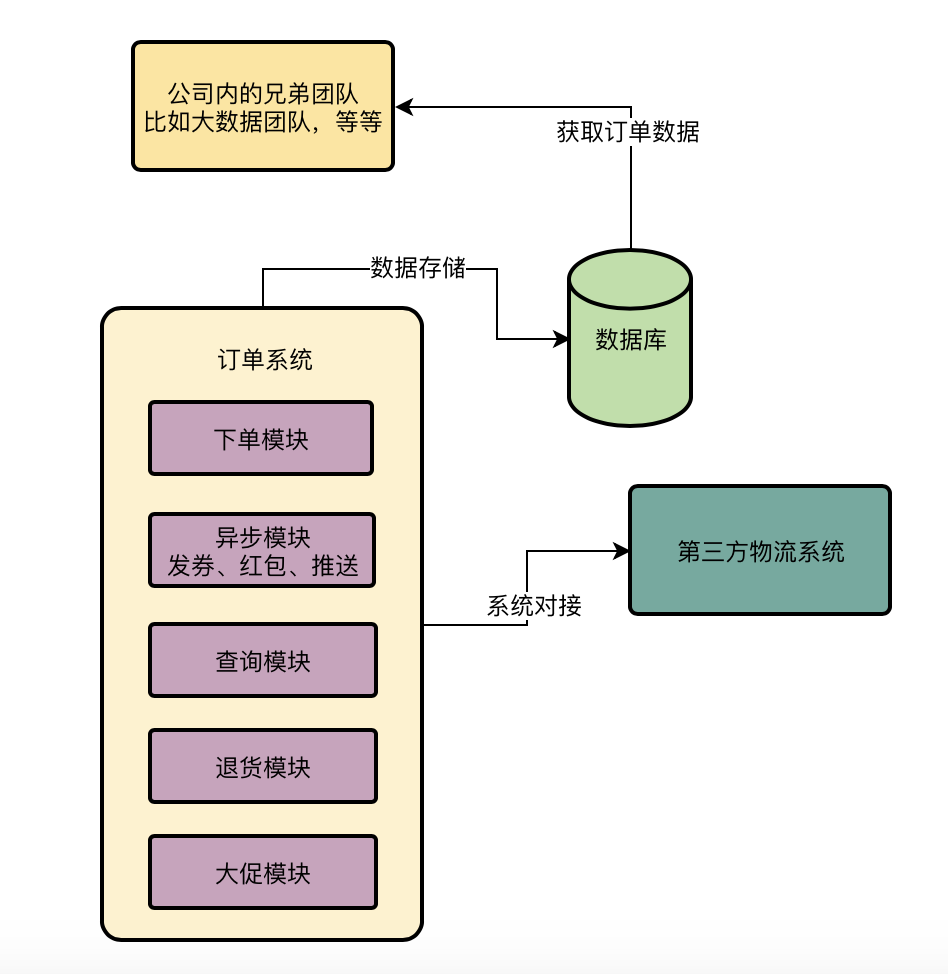 公司内的兄弟团队
比如大数据团队，等等
获取订单数据
数据存储
数据库
订单系统
下单模块
异步模块
发券、红包、推送
第三方物流系统
系统对接
查询模块
退货模块
大促模块